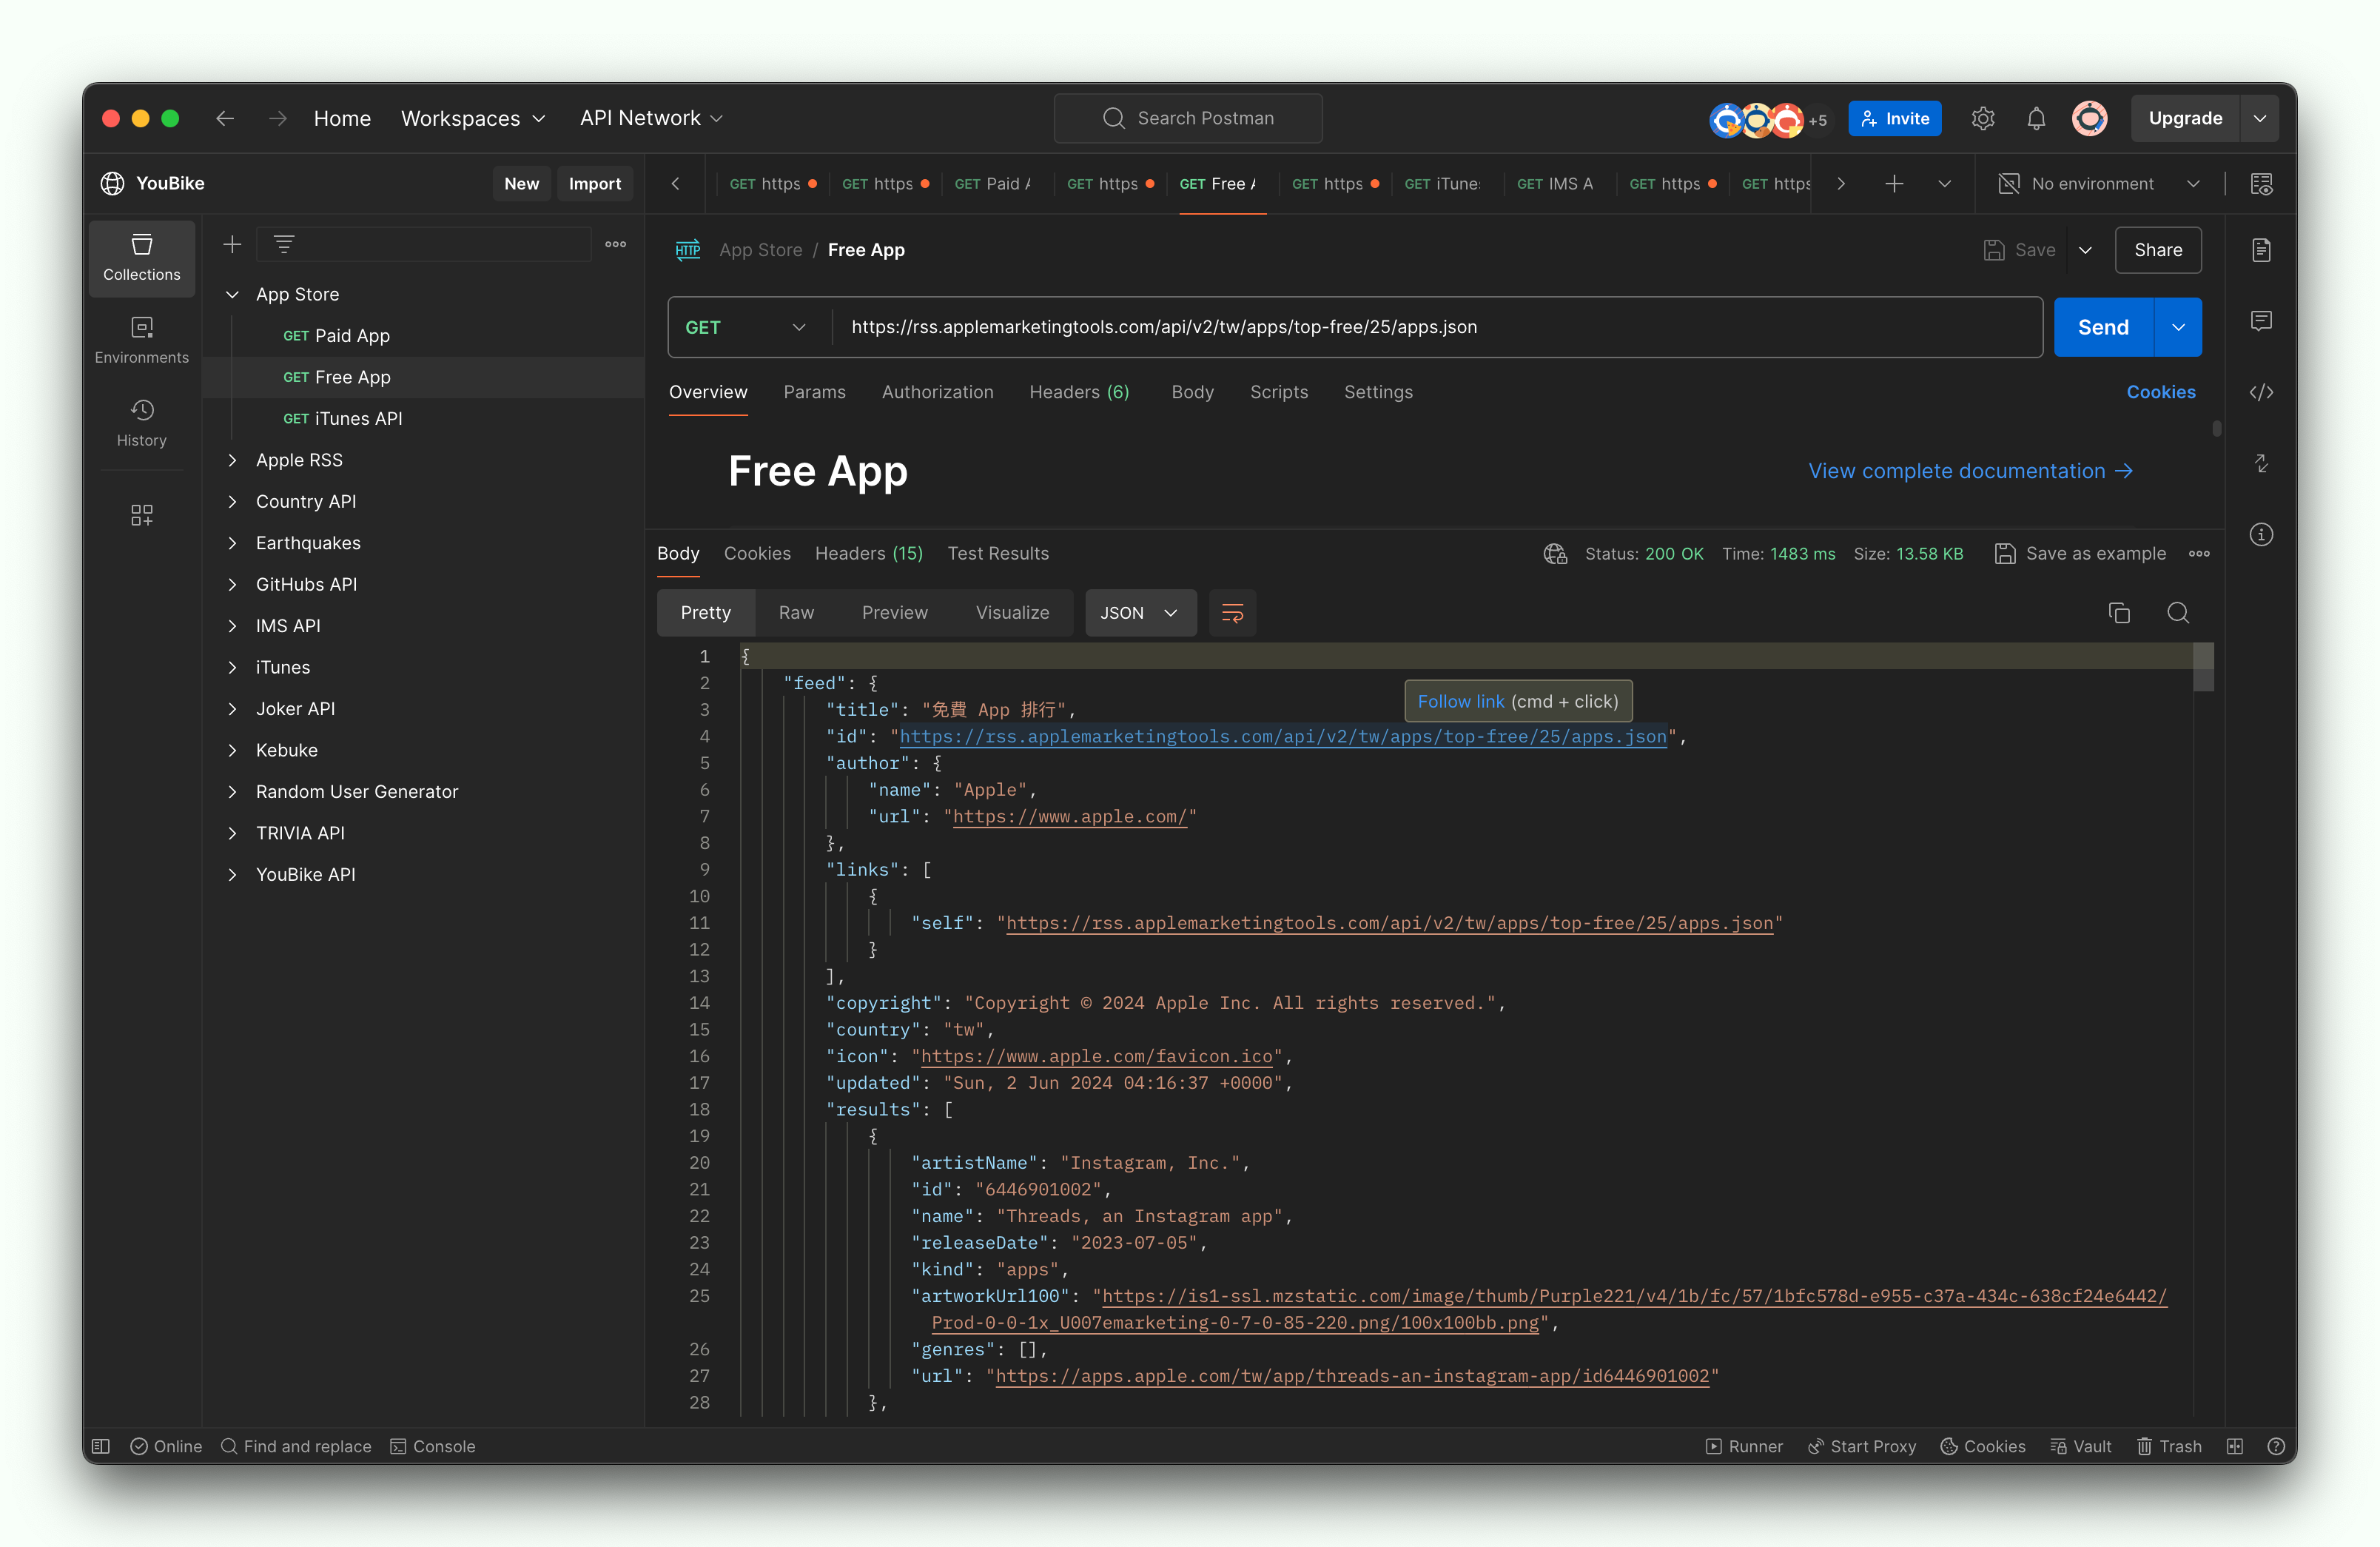 Home Workspaces API Network Search Postman +5 Invite Upgrade
YouBike New Import
GET https GET https GET Paid GET https GET Free GET https GET iTune GET IMS A GET https GET https No environment
Collections
Environments
History
App Store
GET Paid App
GET Free App
GET iTunes API
Apple RSS
Country API
Earthquakes
GitHubs API
IMS API
iTunes
Joker API
Kebuke
Random User Generator
TRIVIA API
YouBike API
HTTP App Store / Free App Save Share
GET https://rss.applemarketingtools.com/api/v2/tw/apps/top-free/25/apps.json Send
Overview Params Authorization Headers (6) Body Scripts Settings Cookies
Free App View complete documentation →
Body Cookies Headers (15) Test Results Status: 200 OK Time: 1483 ms Size: 13.58 KB Save as example
Pretty Raw Preview Visualize JSON
1 {
2 "feed": {
Follow link (cmd + click)
3 "title": "免費 App 排行",
4 "id": "https://rss.applemarketingtools.com/api/v2/tw/apps/top-free/25/apps.json",
5 "author": {
6 "name": "Apple",
7 "url": "https://www.apple.com/"
8 },
9 "links": [
10 {
11 "self": "https://rss.applemarketingtools.com/api/v2/tw/apps/top-free/25/apps.json"
12 }
13 ],
14 "copyright": "Copyright © 2024 Apple Inc. All rights reserved.",
15 "country": "tw",
16 "icon": "https://www.apple.com/favicon.ico",
17 "updated": "Sun, 2 Jun 2024 04:16:37 +0000",
18 "results": [
19 {
20 "artistName": "Instagram, Inc.",
21 "id": "6446901002",
22 "name": "Threads, an Instagram app",
23 "releaseDate": "2023-07-05",
24 "kind": "apps",
25 "artworkUrl100": "https://is1-ssl.mzstatic.com/image/thumb/Purple221/v4/1b/fc/57/1bfc578d-e955-c37a-434c-638cf24e6442/
Prod-0-0-1x_U007emarketing-0-7-0-85-220.png/100x100bb.png",
26 "genres": [],
27 "url": "https://apps.apple.com/tw/app/threads-an-instagram-app/id6446901002"
28 },
Online Find and replace Console Runner Start Proxy Cookies Vault Trash